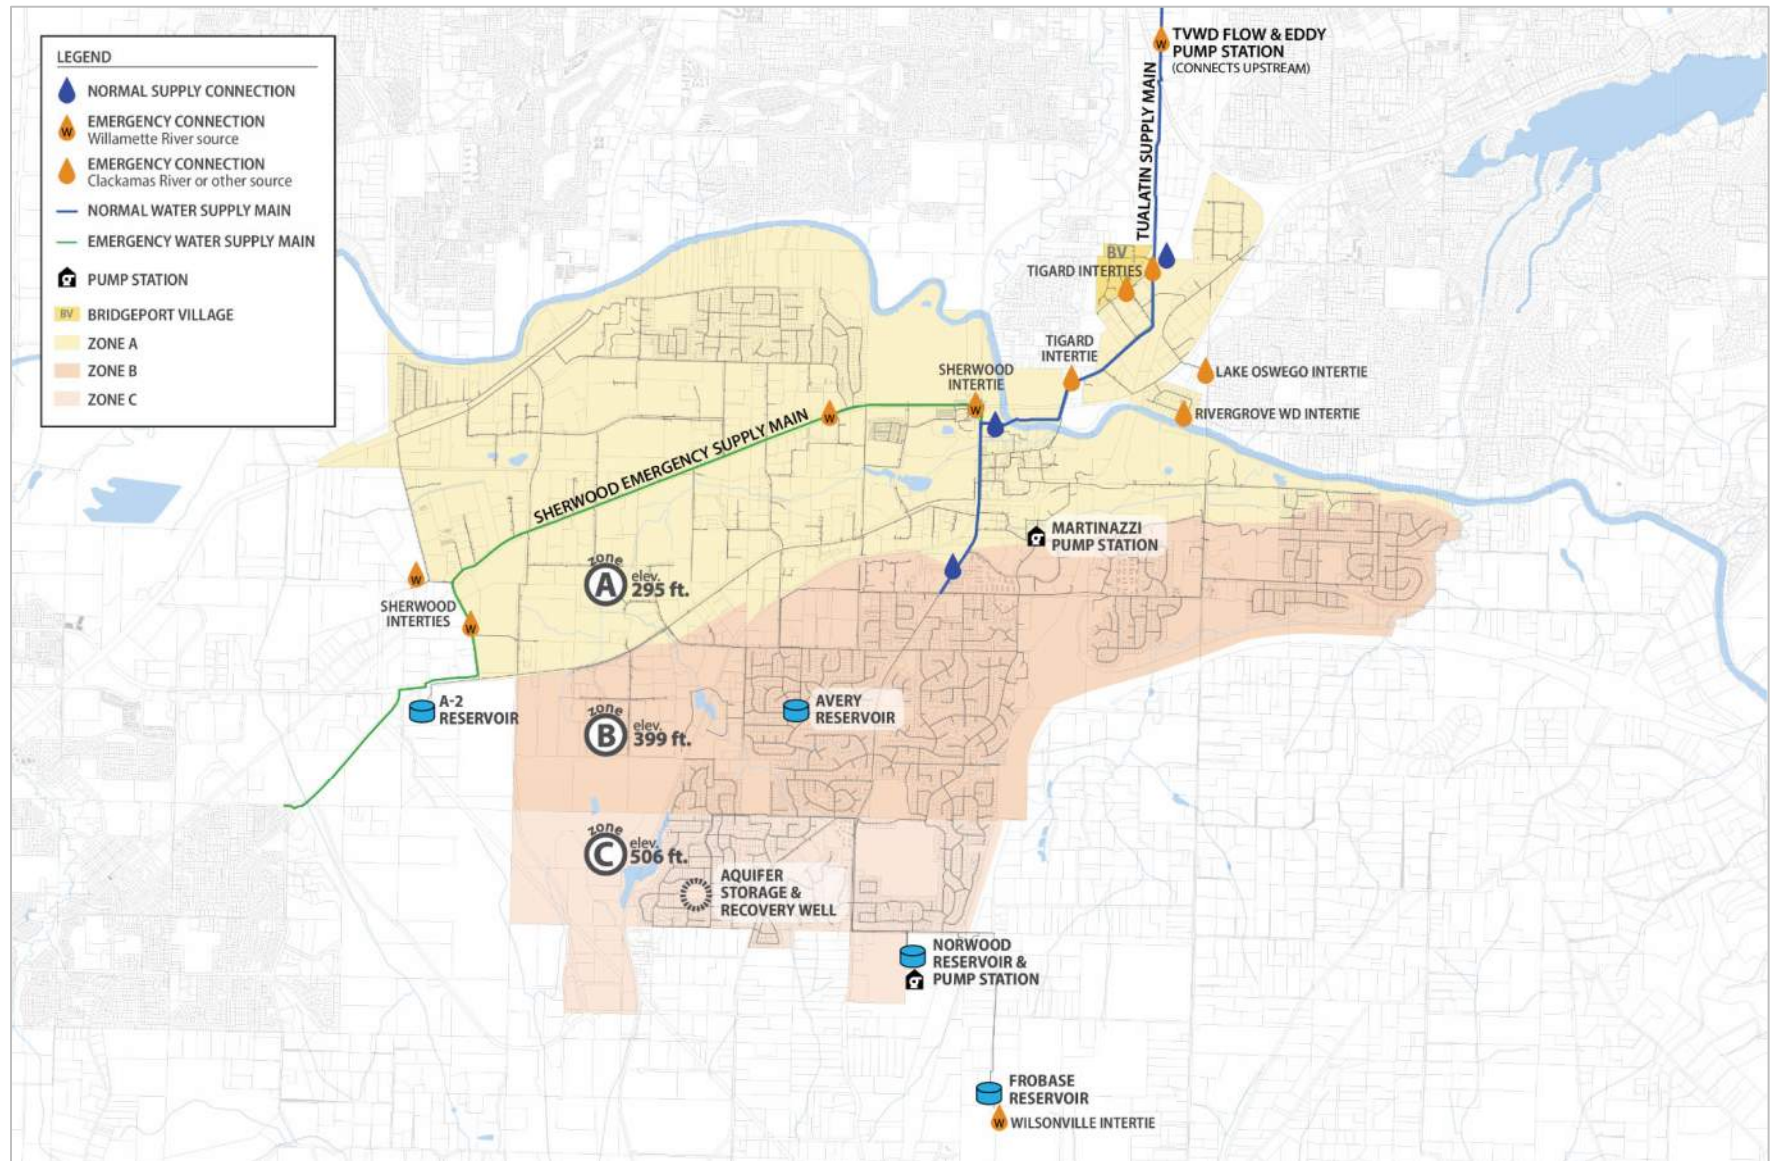 LEGEND
NORMAL SUPPLY CONNECTION
W
EMERGENCY CONNECTION
Willamette River source
EMERGENCY CONNECTION
Clackamas River or other source
NORMAL WATER SUPPLY MAIN
EMERGENCY WATER SUPPLY MAIN
PUMP STATION
BV
BRIDGEPORT VILLAGE
ZONE A
ZONE B
ZONE C
W
TVWD FLOW & EDDY
PUMP STATION
(CONNECTS UPSTREAM)
TUALATIN SUPPLY MAIN
BV
TIGARD INTERTIES
TIGARD
INTERTIE
SHERWOOD
INTERTIE
W
LAKE OSWEGO INTERTIE
RIVERGROVE WD INTERTIE
W
SHERWOOD EMERGENCY SUPPLY MAIN
MARTINAZZI
PUMP STATION
W
SHERWOOD
INTERTIES
W
zone
A
elev.
295 ft.
A-2
RESERVOIR
AVERY
RESERVOIR
zone
B
elev.
399 ft.
zone
C
elev.
506 ft.
AQUIFER
STORAGE &
RECOVERY WELL
NORWOOD
RESERVOIR &
PUMP STATION
FROBASE
RESERVOIR
W
WILSONVILLE INTERTIE